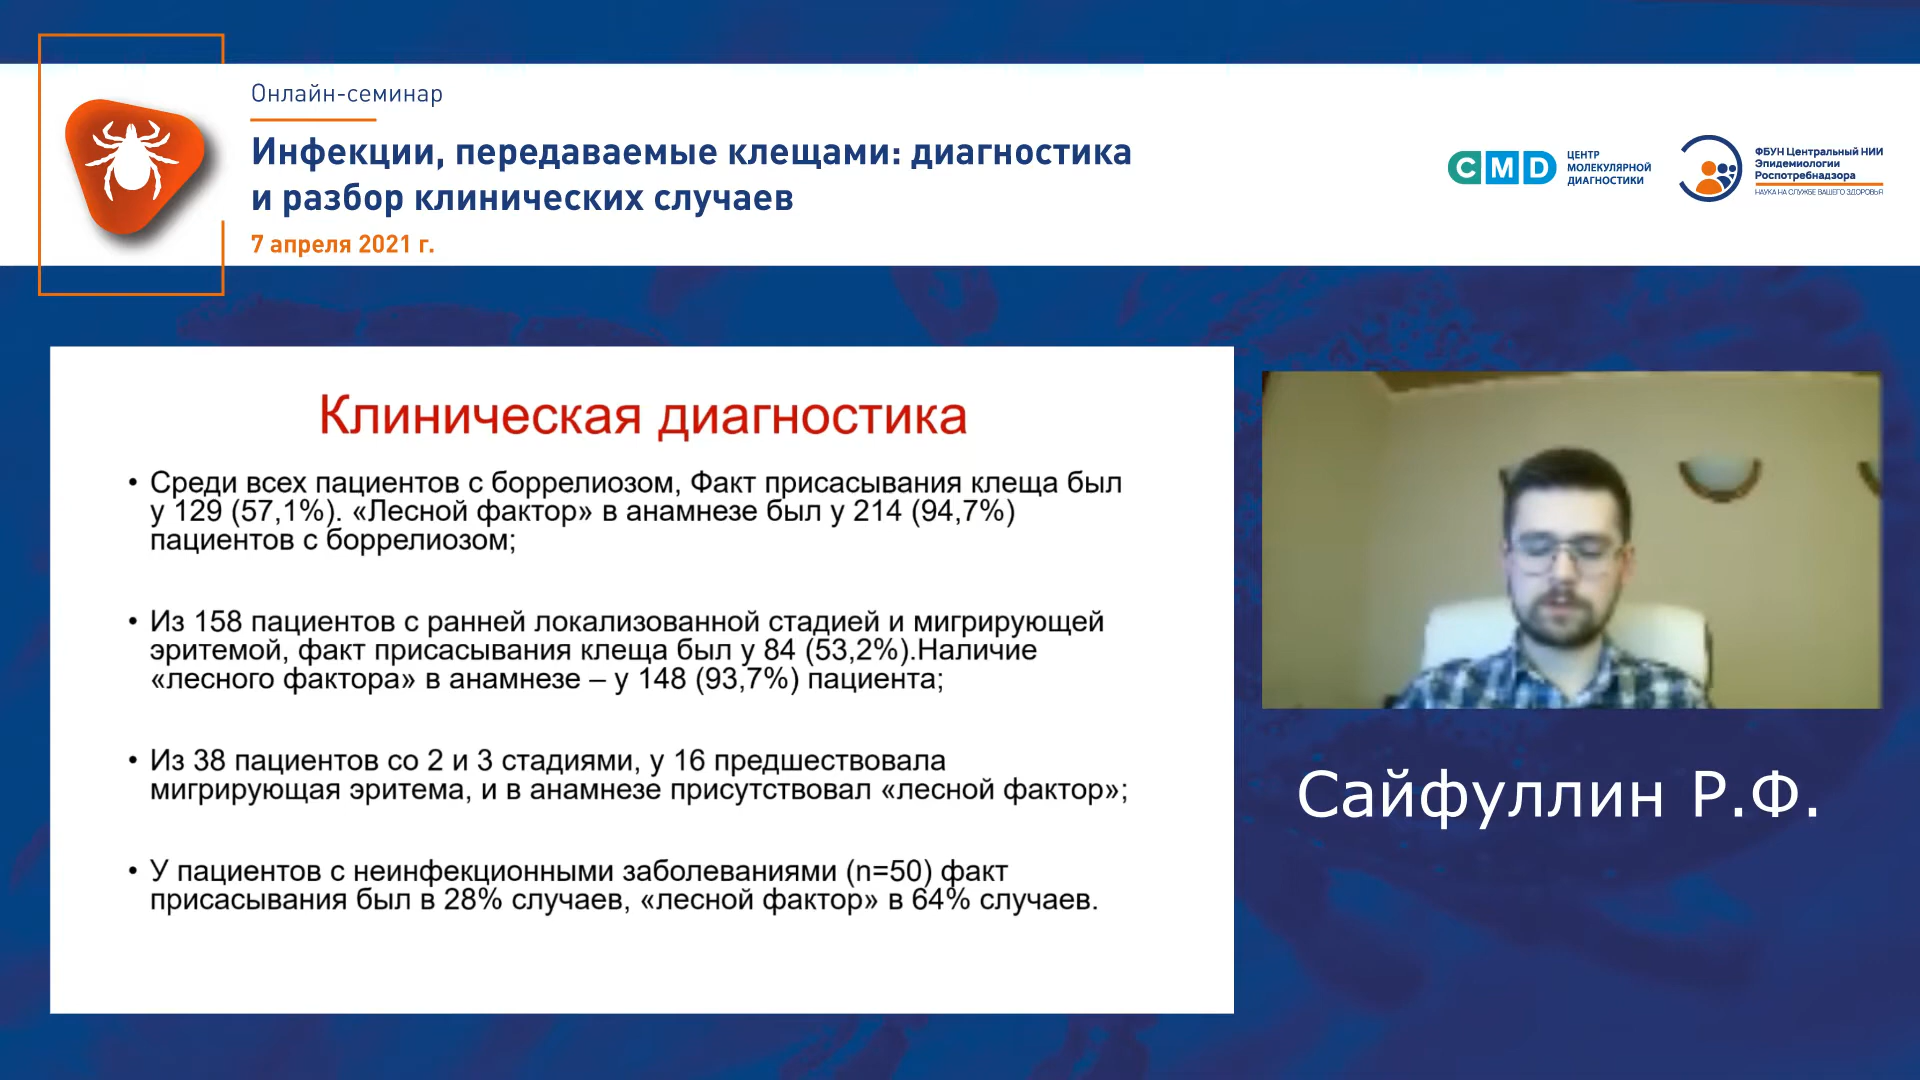 Онлайн-семинар
Инфекции, передаваемые клещами: диагностика
и разбор клинических случаев
7 апреля 2021 г.
CMD
ЦЕНТР
МОЛЕКУЛЯРНОЙ
ДИАГНОСТИКИ
ФБУН Центральный НИИ
Эпидемиологии
Роспотребнадзора
НАУКА НА СЛУЖБЕ ВАШЕГО ЗДОРОВЬЯ
Клиническая диагностика
• Среди всех пациентов с боррелиозом, Факт присасывания клеща был
у 129 (57,1%). «Лесной фактор» в анамнезе был у 214 (94,7%)
пациентов с боррелиозом;
• Из 158 пациентов с ранней локализованной стадией и мигрирующей
эритемой, факт присасывания клеща был у 84 (53,2%).Наличие
«лесного фактора» в анамнезе – у 148 (93,7%) пациента;
• Из 38 пациентов со 2 и 3 стадиями, у 16 предшествовала
мигрирующая эритема, и в анамнезе присутствовал «лесной фактор»;
• У пациентов с неинфекционными заболеваниями (n=50) факт
присасывания был в 28% случаев, «лесной фактор» в 64% случаев.
Сайфуллин Р.Ф.